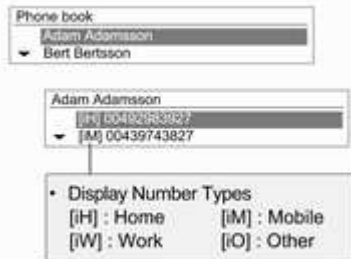 Phone book
Adam Adamsson
Bert Bertsson
Adam Adamsson
[iH] 00492983927
[iM] 00439743827
• Display Number Types
[iH] : Home [iM] : Mobile
[iW] : Work [iO] : Other